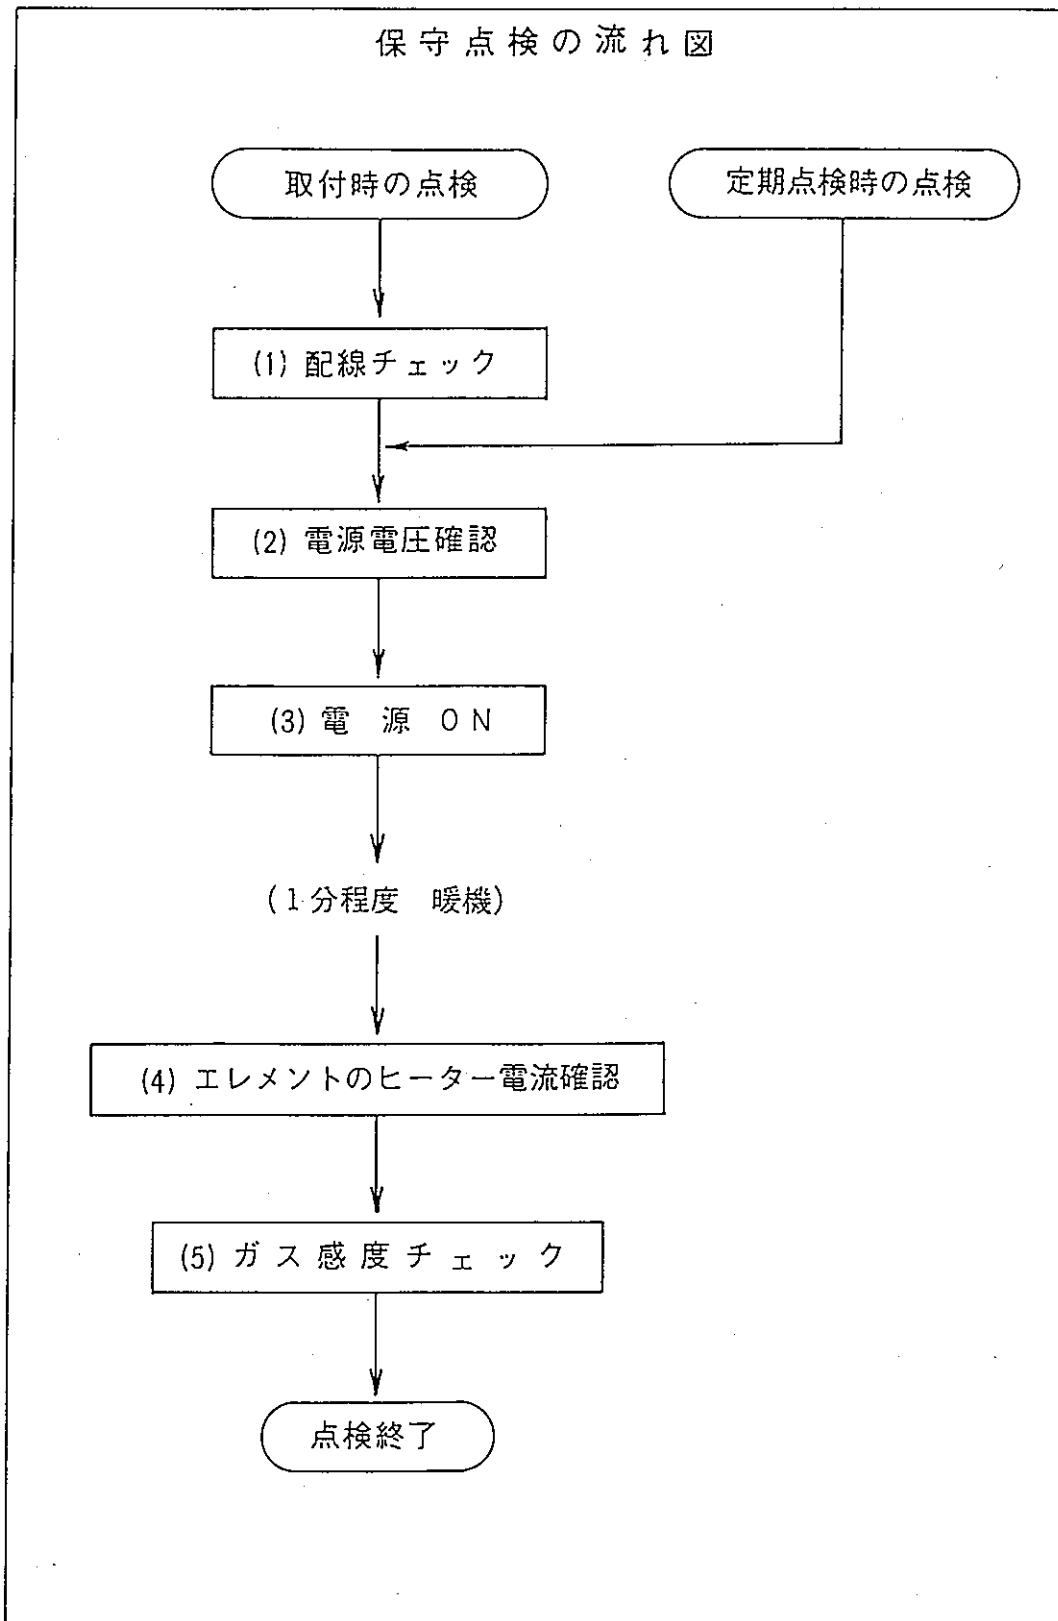 保守点検の流れ図
取付時の点検
定期点検時の点検
(1) 配線チェック
(2) 電源電圧確認
(3) 電 源 ON
(1分程度 暖機)
(4) エレメントのヒーター電流確認
(5) ガス感度チェック
点検終了